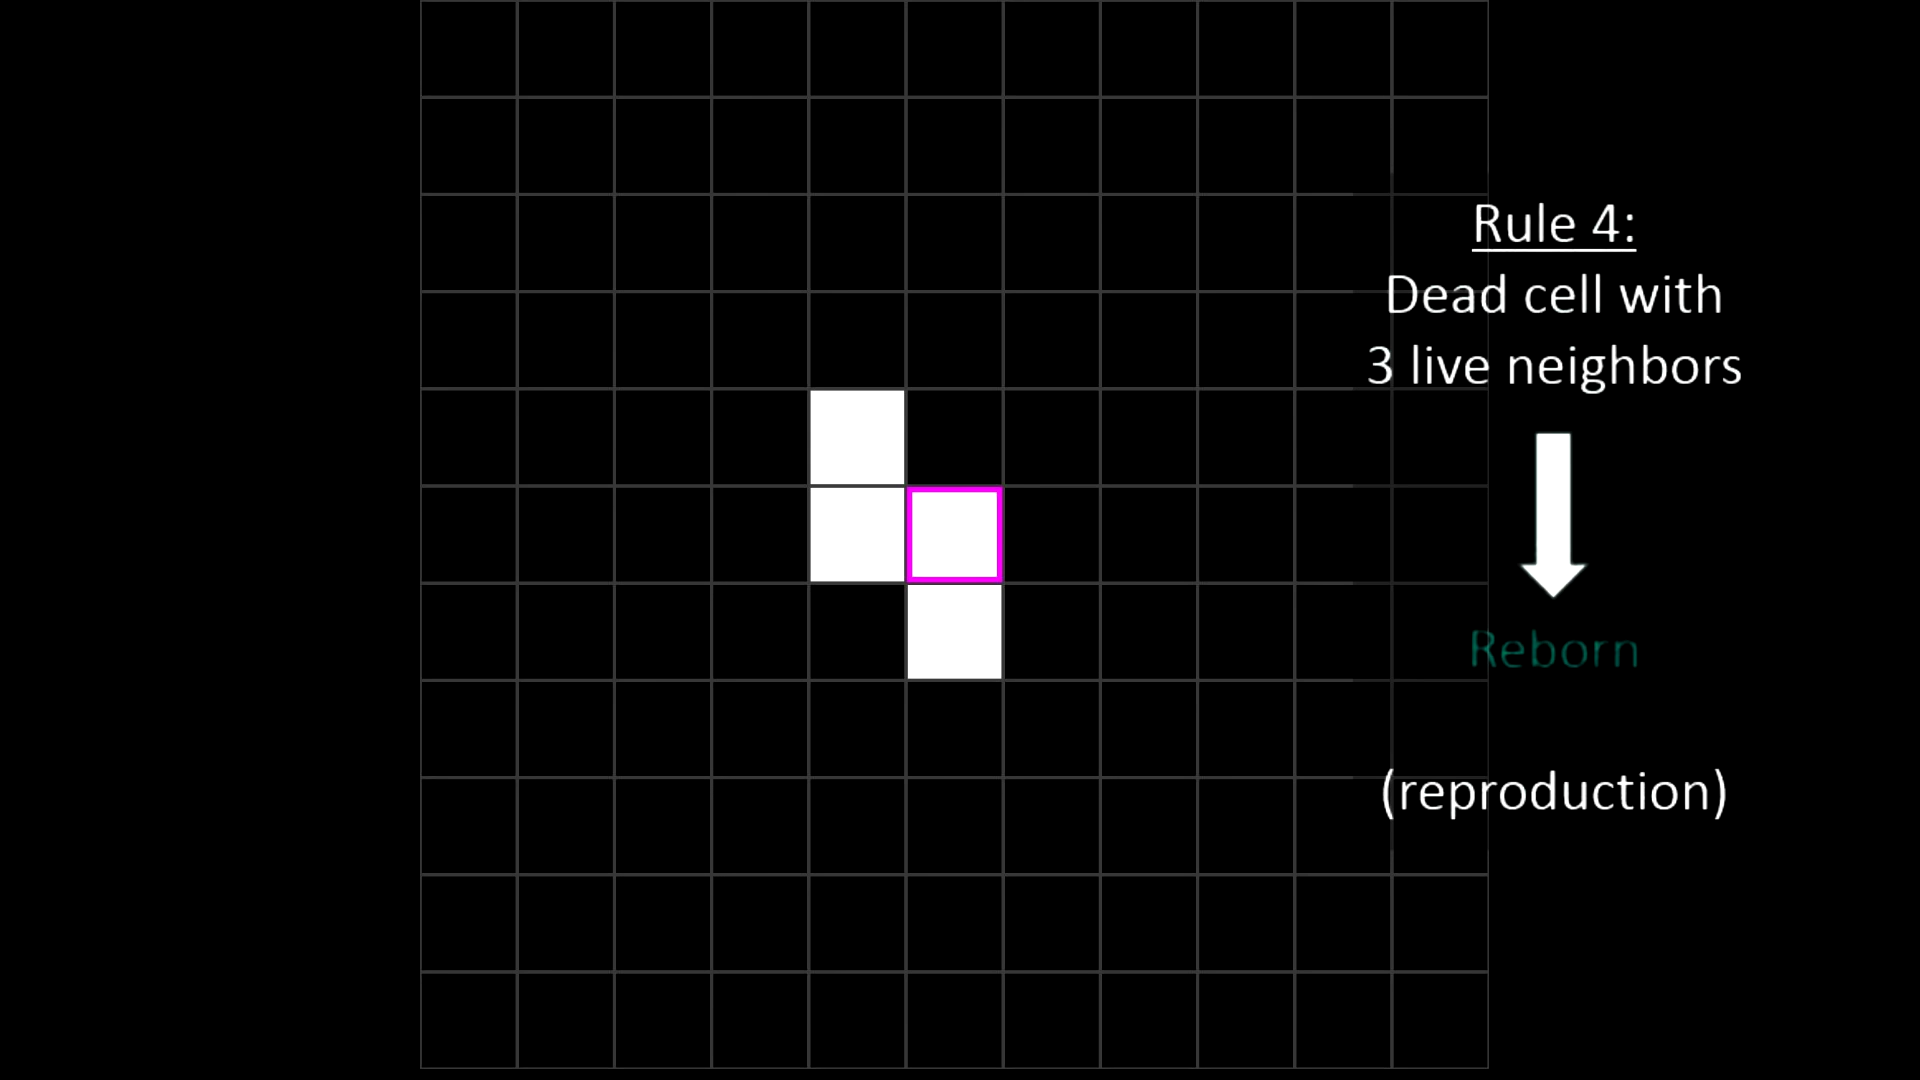 Rule 4:
Dead cell with
3 live neighbors
Reborn
(reproduction)